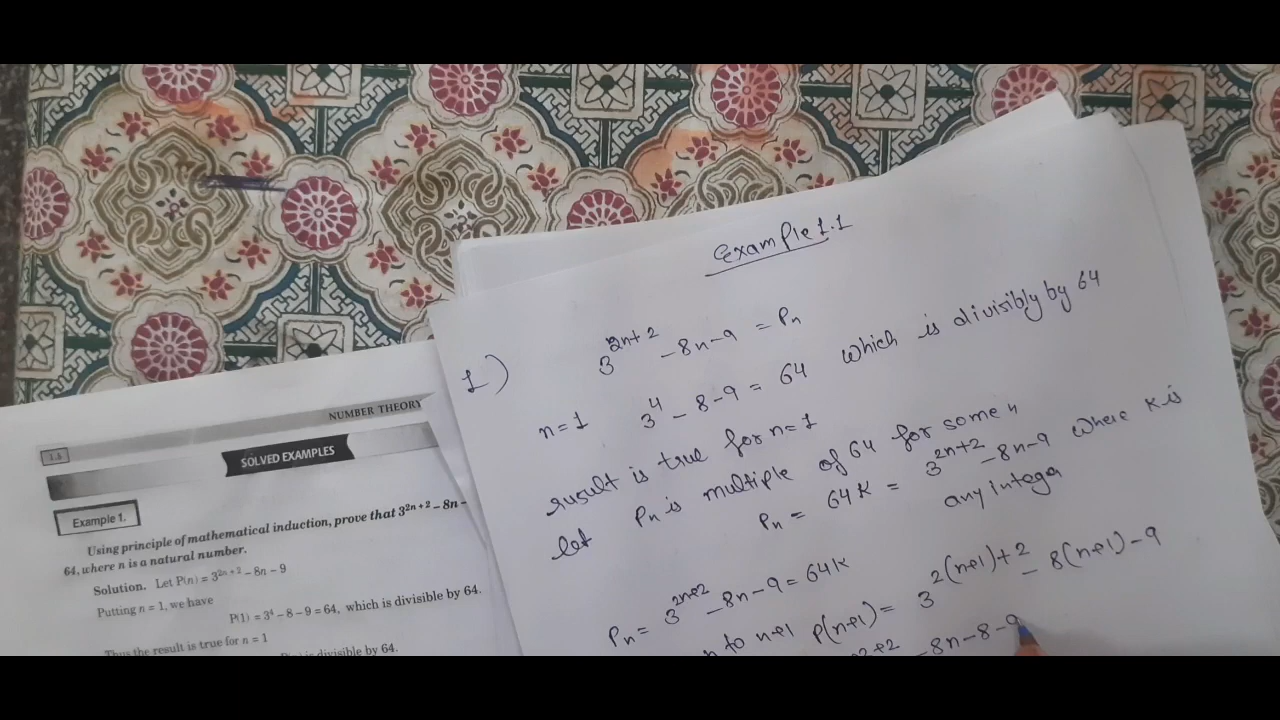 NUMBER THEORY
1.4
SOLVED EXAMPLES
Example 1.
Using principle of mathematical induction, prove that 3^{2n+2} – 8n –
64, where n is a natural number.
Solution. Let P(n) = 3^{2n+2} – 8n – 9
Putting n = 1, we have
P(1) = 3^4 – 8 – 9 = 64, which is divisible by 64.
Thus the result is true for n = 1
is divisible by 64.
Example 1.1
1) 3^{2n+2} - 8n - 9 = Pn
n=1 3^4 - 8 - 9 = 64 which is divisibly by 64
result is true for n=1
let Pn is multiple of 64 for some n
Pn = 64K = 3^{2n+2} - 8n - 9 where K is
any integer
Pn = 3^{2n+2} - 8n - 9 = 64K
n to n+1 P(n+1) = 3^{2(n+1)+2} - 8(n+1) - 9
+2 - 8n - 8 - 9